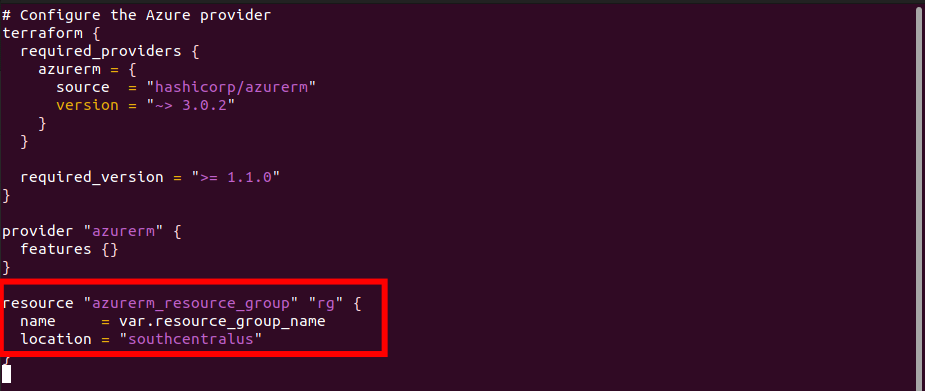 # Configure the Azure provider
terraform {
  required_providers {
    azurerm = {
      source  = "hashicorp/azurerm"
      version = "~> 3.0.2"
    }
  }

  required_version = ">= 1.1.0"
}

provider "azurerm" {
  features {}
}

resource "azurerm_resource_group" "rg" {
  name     = var.resource_group_name
  location = "southcentralus"
}